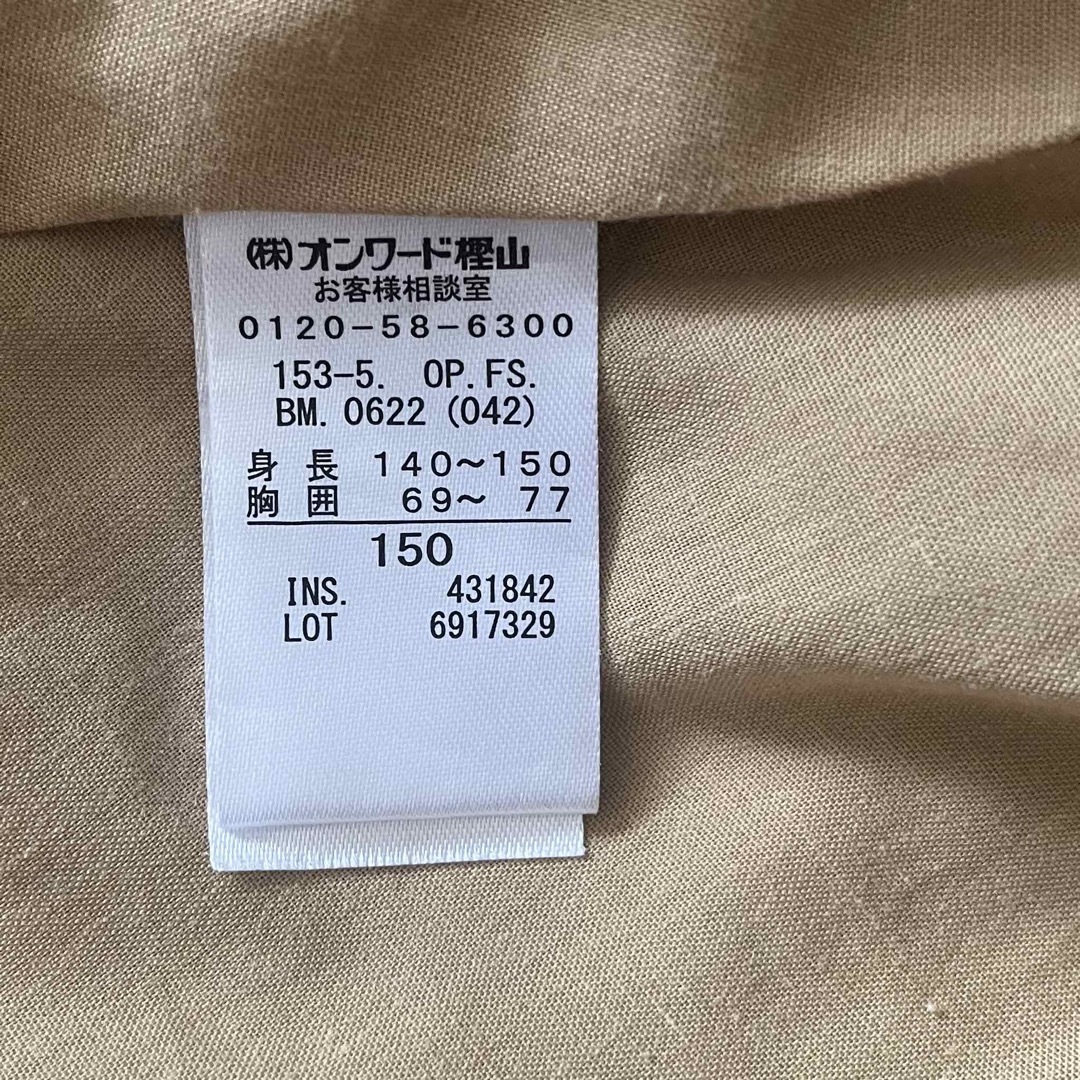 (株)オンワード樫山
お客様相談室
0120-58-6300
153-5. OP.FS.
BM. 0622 (042)
身長 140～150
胸囲 69～ 77
150
INS. 431842
LOT 6917329